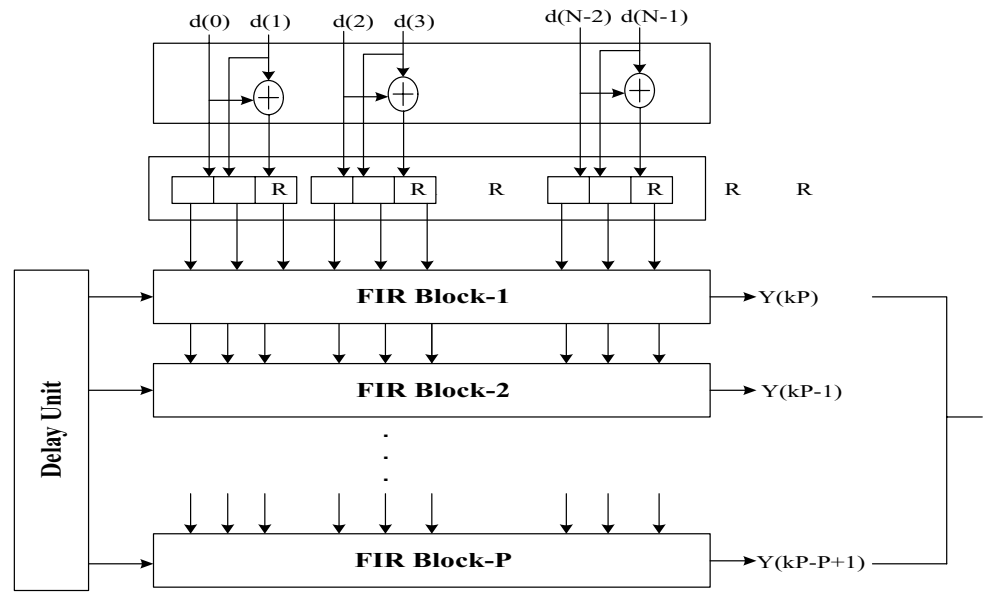 d(0) d(1) d(2) d(3) d(N-2) d(N-1)
R R R R R R
FIR Block-1 Y(kP)
FIR Block-2 Y(kP-1)
Delay Unit
FIR Block-P Y(kP-P+1)